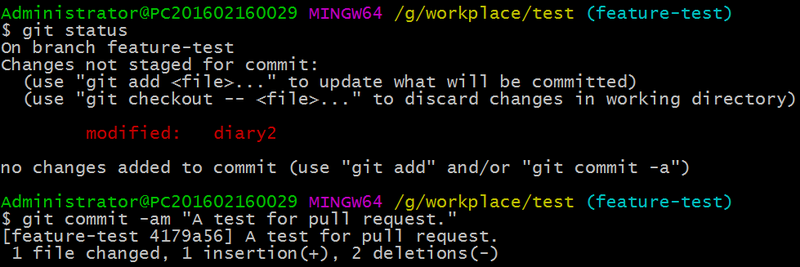 Administrator@PC201602160029 MINGW64 /g/workplace/test (feature-test)
$ git status
On branch feature-test
Changes not staged for commit:
  (use "git add <file>..." to update what will be committed)
  (use "git checkout -- <file>..." to discard changes in working directory)
        modified:   diary2
no changes added to commit (use "git add" and/or "git commit -a")
Administrator@PC201602160029 MINGW64 /g/workplace/test (feature-test)
$ git commit -am "A test for pull request."
[feature-test 4179a56] A test for pull request.
 1 file changed, 1 insertion(+), 2 deletions(-)